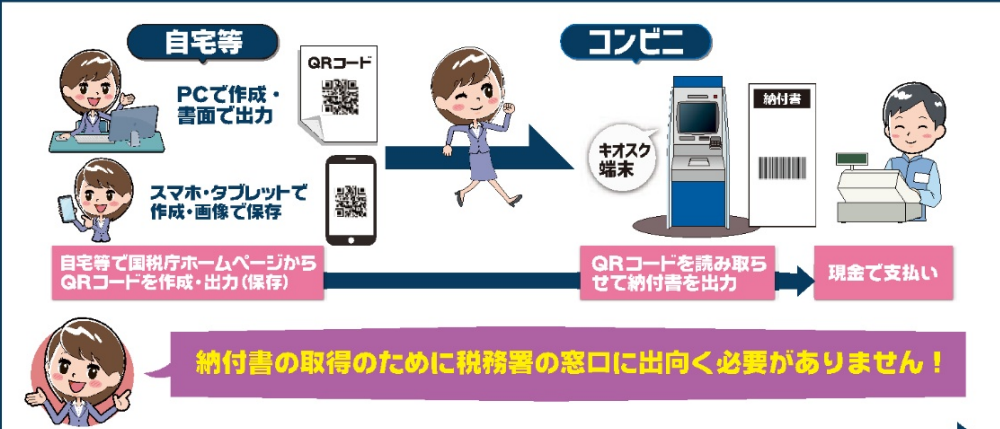 自宅等
コンビニ
PCで作成・
書面で出力
QRコード
スマホ・タブレットで
作成・画像で保存
キオスク
端末
納付書
自宅等で国税庁ホームページから
QRコードを作成・出力（保存）
QRコードを読み取ら
せて納付書を出力
現金で支払い
納付書の取得のために税務署の窓口に出向く必要がありません！